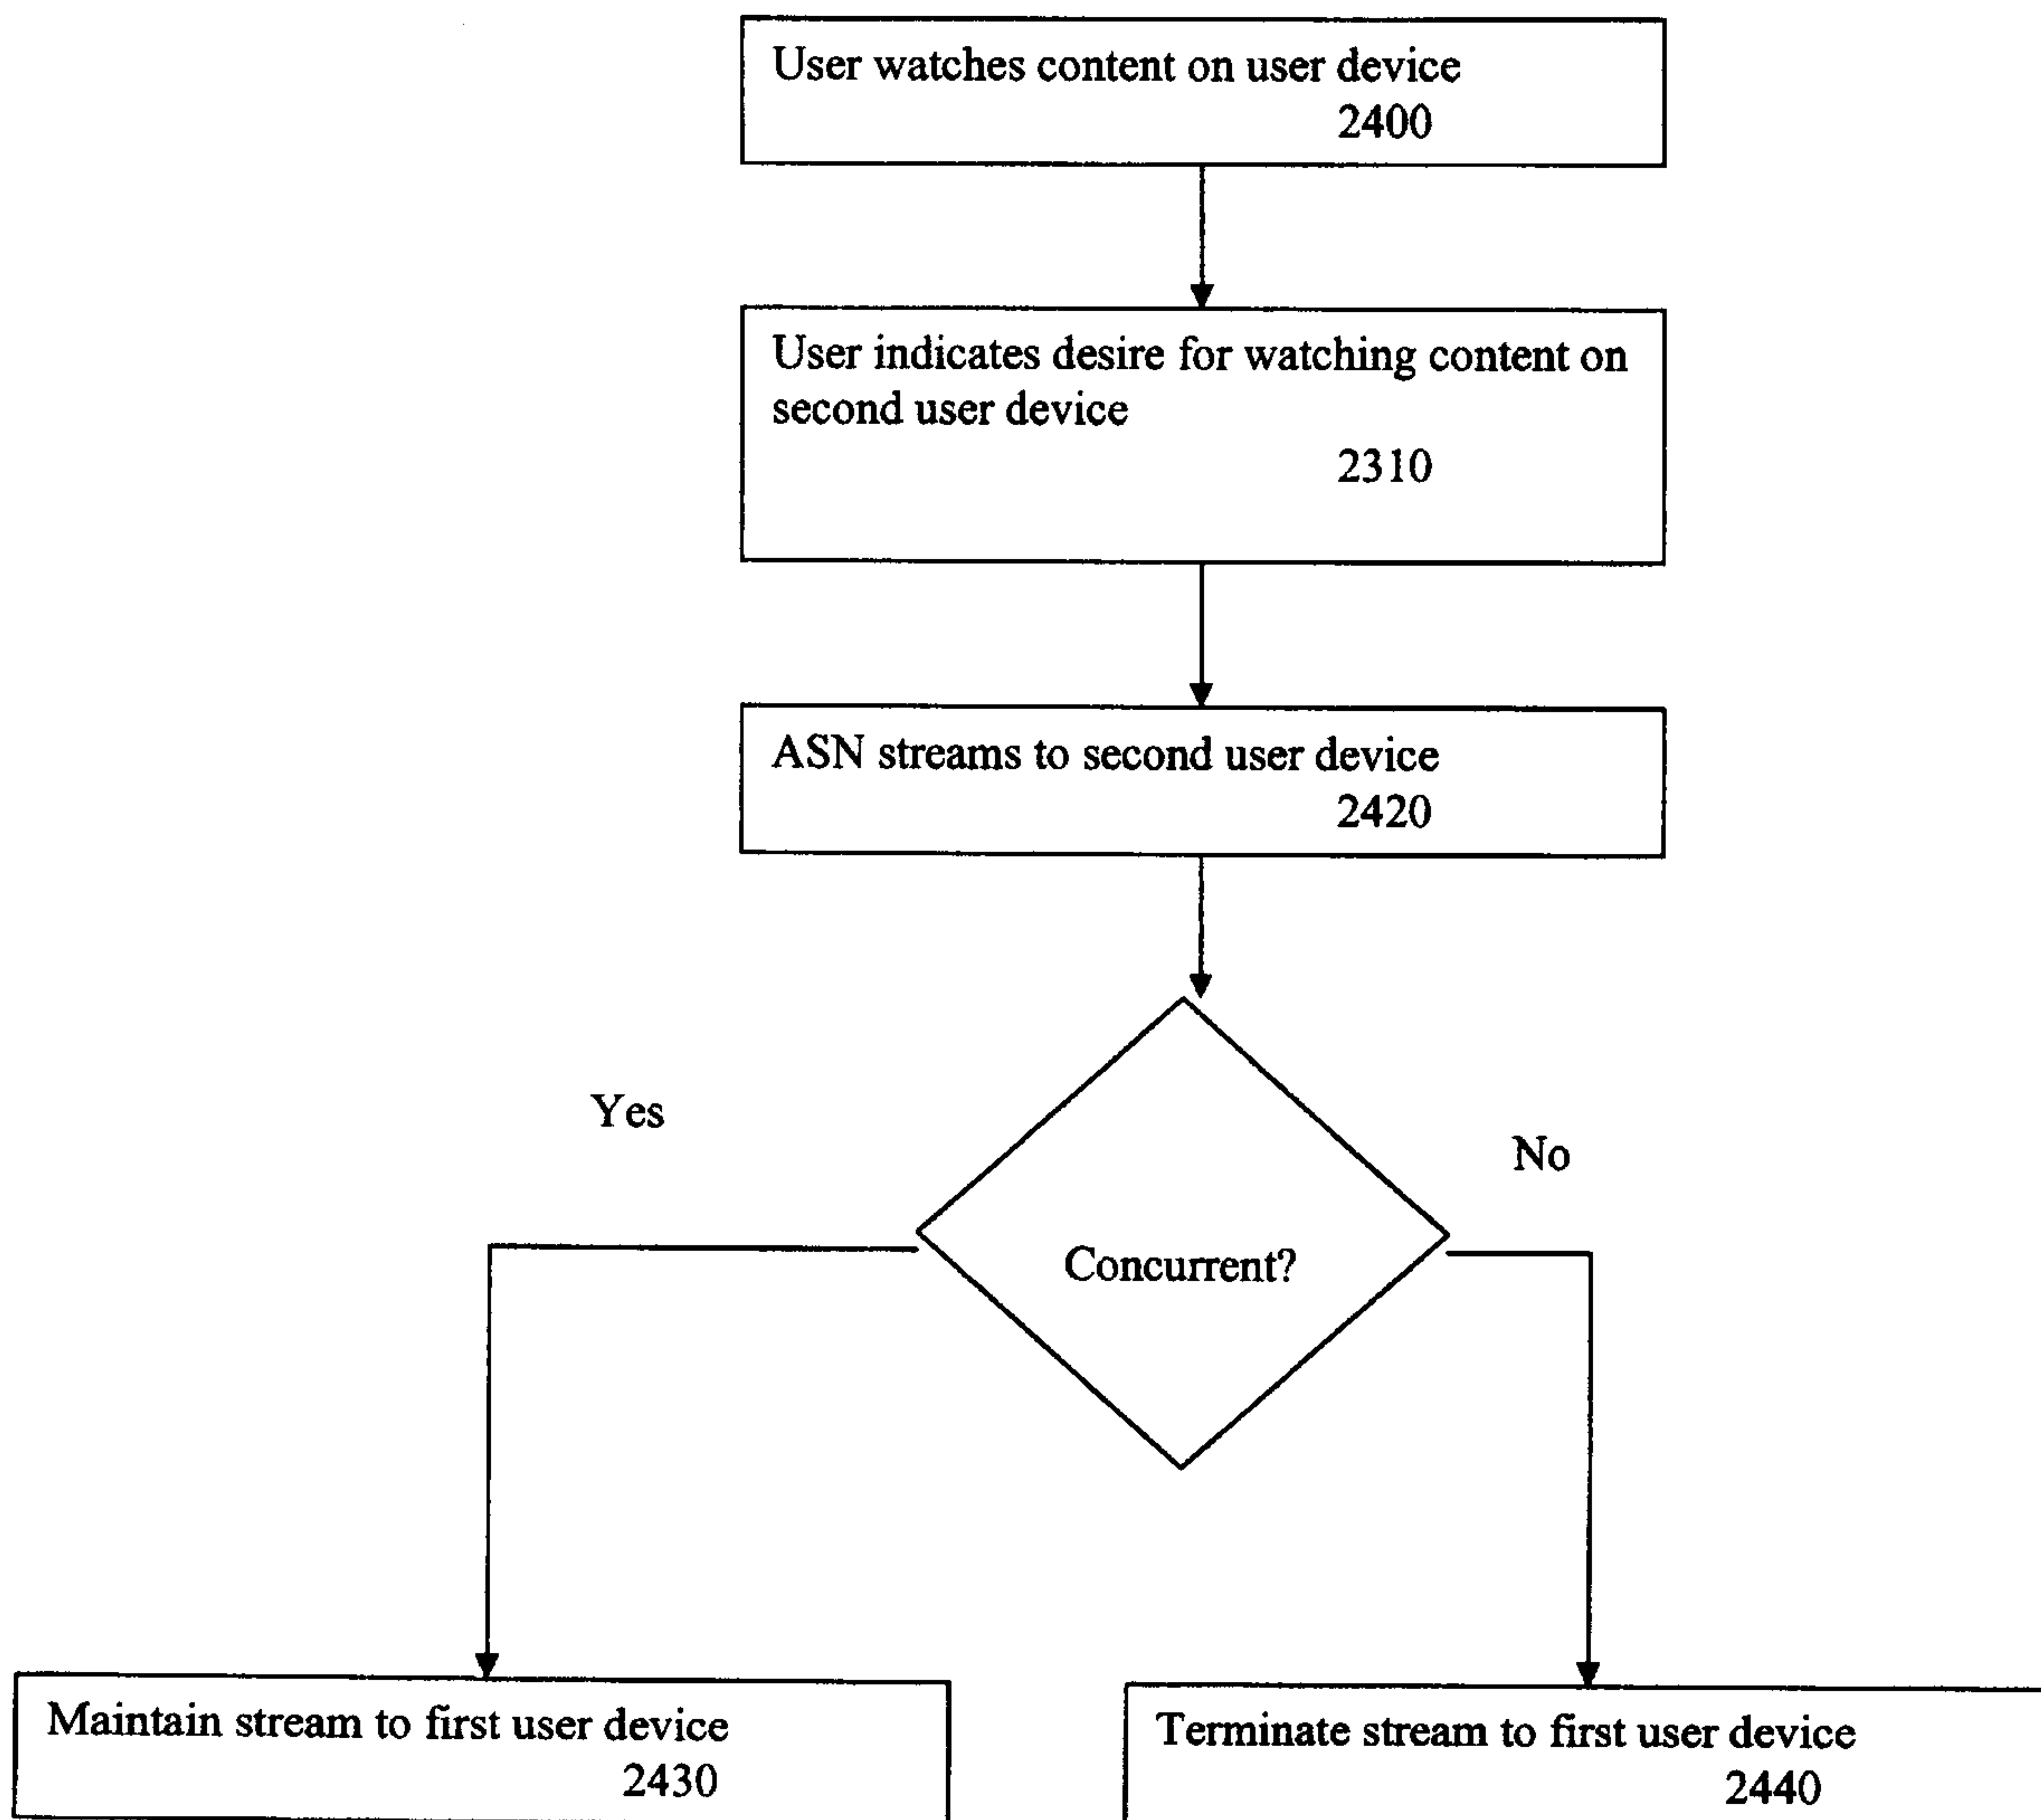 User watches content on user device
2400
User indicates desire for watching content on
second user device
2310
ASN streams to second user device
2420
Yes
No
Concurrent?
Maintain stream to first user device
2430
Terminate stream to first user device
2440